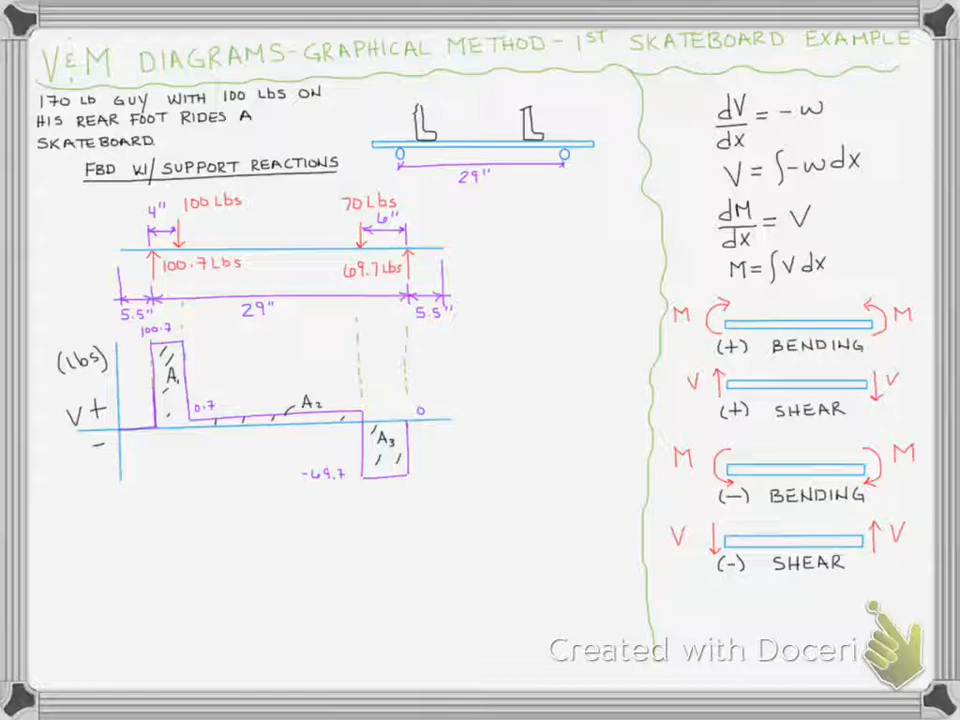 V & M DIAGRAMS-GRAPHICAL METHOD - 1ST SKATEBOARD EXAMPLE
170 lb GUY WITH 100 LBS ON
HIS REAR FOOT RIDES A
SKATEBOARD.
FBD W/ SUPPORT REACTIONS
29"
4" 100 Lbs 70 Lbs
6"
100.7 Lbs 69.7 lbs
5.5" 29" 5.5"
100.7
(Lbs)
A1
0.7 A2 0
V +
-
A3
-69.7
dV/dx = -w
V = ∫-w dx
dM/dx = V
M = ∫V dx
M M
(+) BENDING
V V
(+) SHEAR
M M
(-) BENDING
V V
(-) SHEAR
Created with Doceri